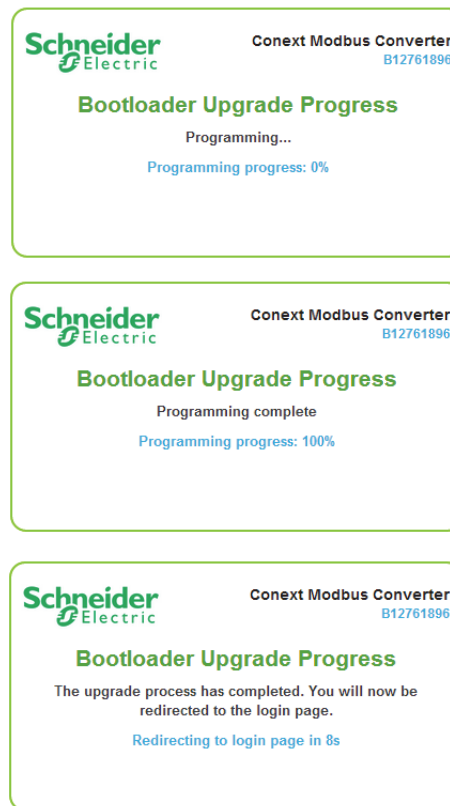 Schneider
Electric
Conext Modbus Converter
B12761896
Bootloader Upgrade Progress
Programming...
Programming progress: 0%
Schneider
Electric
Conext Modbus Converter
B12761896
Bootloader Upgrade Progress
Programming complete
Programming progress: 100%
Schneider
Electric
Conext Modbus Converter
B12761896
Bootloader Upgrade Progress
The upgrade process has completed. You will now be
redirected to the login page.
Redirecting to login page in 8s